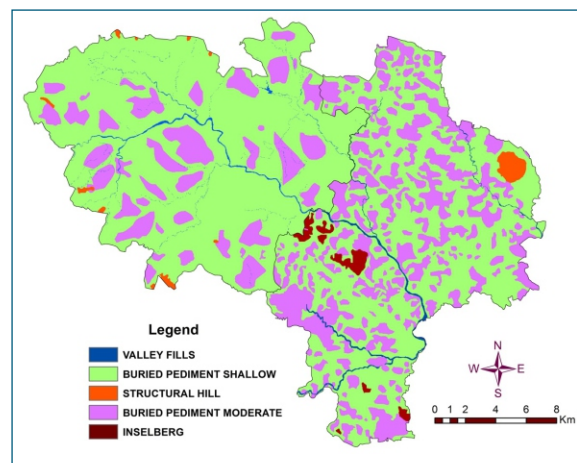 Legend
VALLEY FILLS
BURIED PEDIMENT SHALLOW
STRUCTURAL HILL
BURIED PEDIMENT MODERATE
INSELBERG
N
W E
S
0 1 2 4 6 8
Km